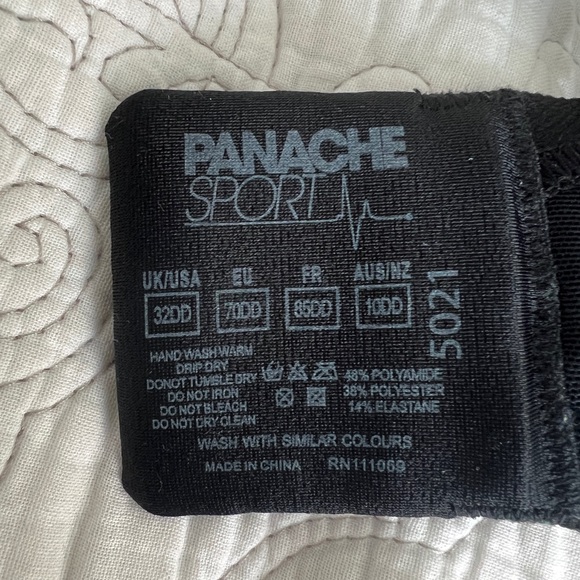 PANACHE
SPORT
UK/USA EU FR AUS/NZ
32DD 70DD 85DD 10DD
5021
HAND WASH WARM
DRIP DRY
DO NOT TUMBLE DRY
DO NOT IRON
DO NOT BLEACH
DO NOT DRY CLEAN
48% POLYAMIDE
38% POLYESTER
14% ELASTANE
WASH WITH SIMILAR COLOURS
MADE IN CHINA RN111069